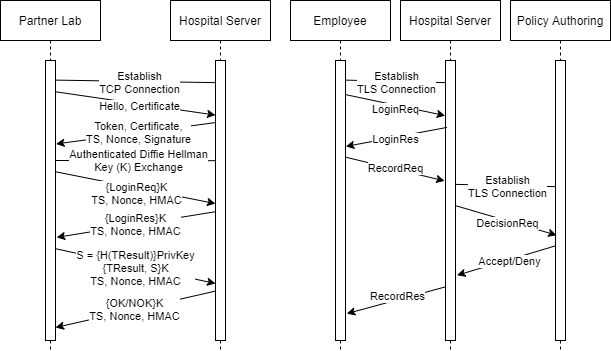 Partner Lab
Hospital Server
Employee
Hospital Server
Policy Authoring
Establish
TCP Connection
Hello, Certificate
Token, Certificate,
TS, Nonce, Signature
Authenticated Diffie Hellman
Key (K) Exchange
{LoginReq}K
TS, Nonce, HMAC
{LoginRes}K
TS, Nonce, HMAC
S = {H(TResult)}PrivKey
{TResult, S}K
TS, Nonce, HMAC
{OK/NOK}K
TS, Nonce, HMAC
Establish
TLS Connection
LoginReq
LoginRes
RecordReq
Establish
TLS Connection
DecisionReq
Accept/Deny
RecordRes